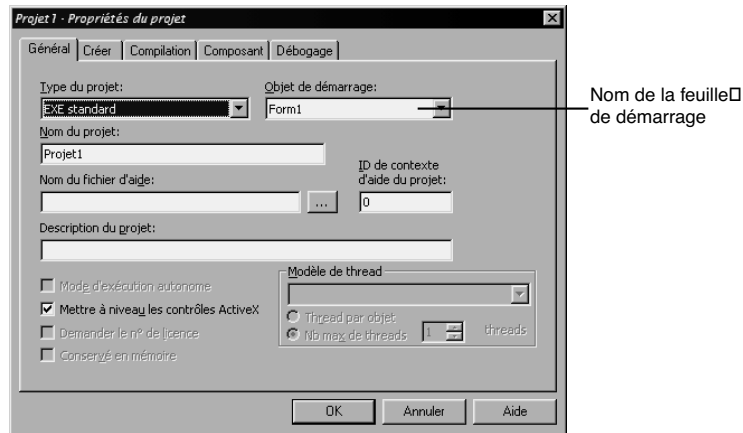 Projet1 - Propriétés du projet
Général
Créer
Compilation
Composant
Débogage
Type du projet:
Objet de démarrage:
EXE standard
Form1
Nom de la feuille
de démarrage
Nom du projet:
Projet1
Nom du fichier d'aide:
ID de contexte
d'aide du projet:
...
0
Description du projet:
Mode d'exécution autonome
Mettre à niveau les contrôles ActiveX
Demander le nº de licence
Conservé en mémoire
Modèle de thread
Thread par objet
Nb max de threads
1
threads
OK
Annuler
Aide